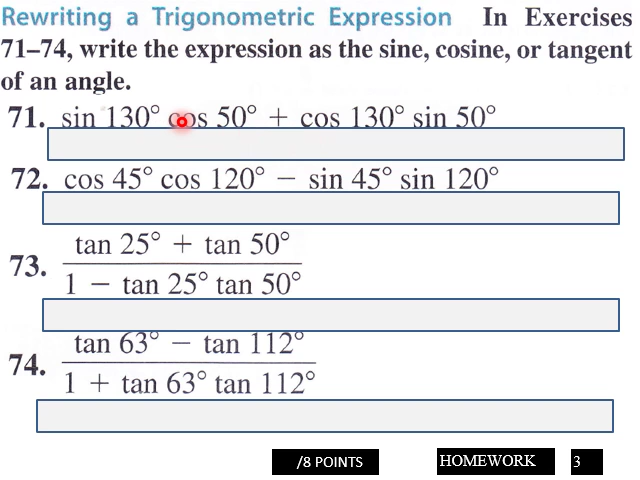 Rewriting a Trigonometric Expression In Exercises
71–74, write the expression as the sine, cosine, or tangent
of an angle.
71. sin 130° cos 50° + cos 130° sin 50°
72. cos 45° cos 120° − sin 45° sin 120°
73. tan 25° + tan 50°
1 − tan 25° tan 50°
74. tan 63° − tan 112°
1 + tan 63° tan 112°
/8 POINTS HOMEWORK 3